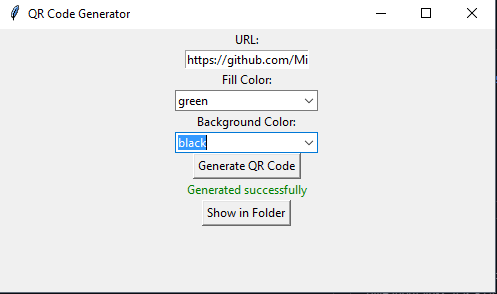 QR Code Generator
URL:
https://github.com/Mi
Fill Color:
green
Background Color:
black
Generate QR Code
Generated successfully
Show in Folder